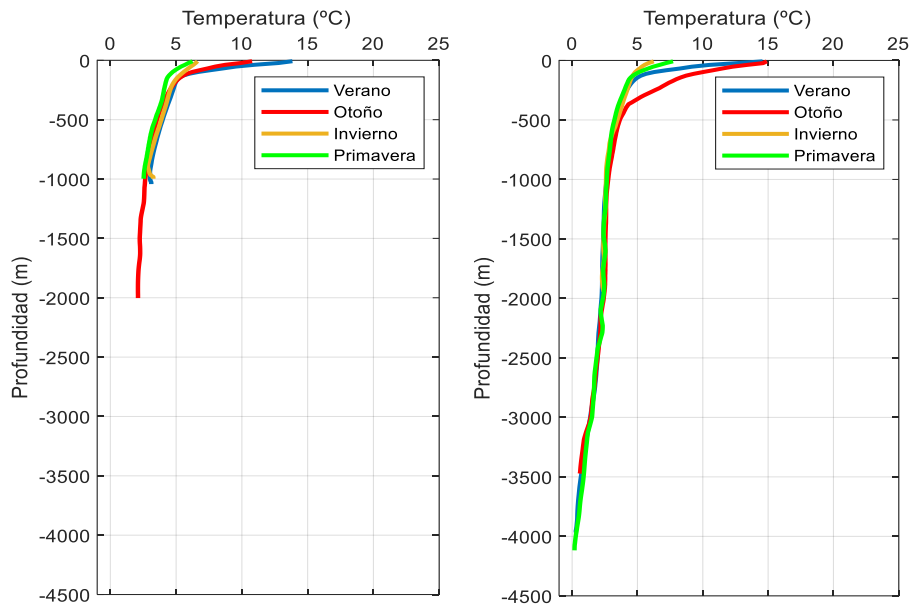 Temperatura (ºC)
0 5 10 15 20 25
0
-500
-1000
-1500
-2000
-2500
-3000
-3500
-4000
-4500
Profundidad (m)
Verano
Otoño
Invierno
Primavera
Temperatura (ºC)
0 5 10 15 20 25
0
-500
-1000
-1500
-2000
-2500
-3000
-3500
-4000
-4500
Profundidad (m)
Verano
Otoño
Invierno
Primavera